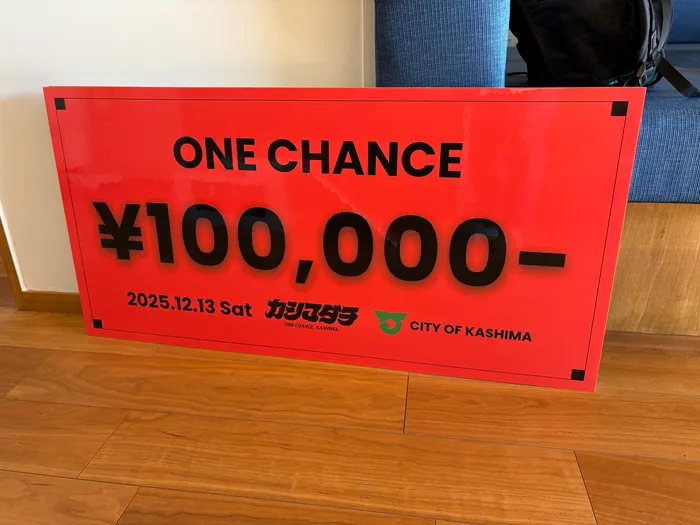 ONE CHANCE
¥100,000-
2025.12.13 Sat カシマダチ CITY OF KASHIMA
ONE CHANCE, KASHIMA.